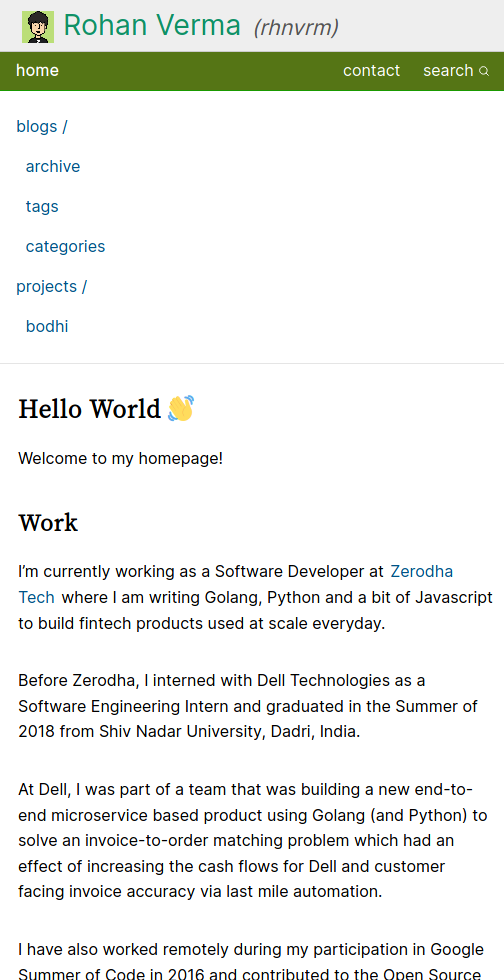 Rohan Verma (rhnvrm)
home contact search
blogs /
archive
tags
categories
projects /
bodhi
Hello World 👋
Welcome to my homepage!
Work
I’m currently working as a Software Developer at Zerodha
Tech where I am writing Golang, Python and a bit of Javascript
to build fintech products used at scale everyday.
Before Zerodha, I interned with Dell Technologies as a
Software Engineering Intern and graduated in the Summer of
2018 from Shiv Nadar University, Dadri, India.
At Dell, I was part of a team that was building a new end-to-
end microservice based product using Golang (and Python) to
solve an invoice-to-order matching problem which had an
effect of increasing the cash flows for Dell and customer
facing invoice accuracy via last mile automation.
I have also worked remotely during my participation in Google
Summer of Code in 2016 and contributed to the Open Source